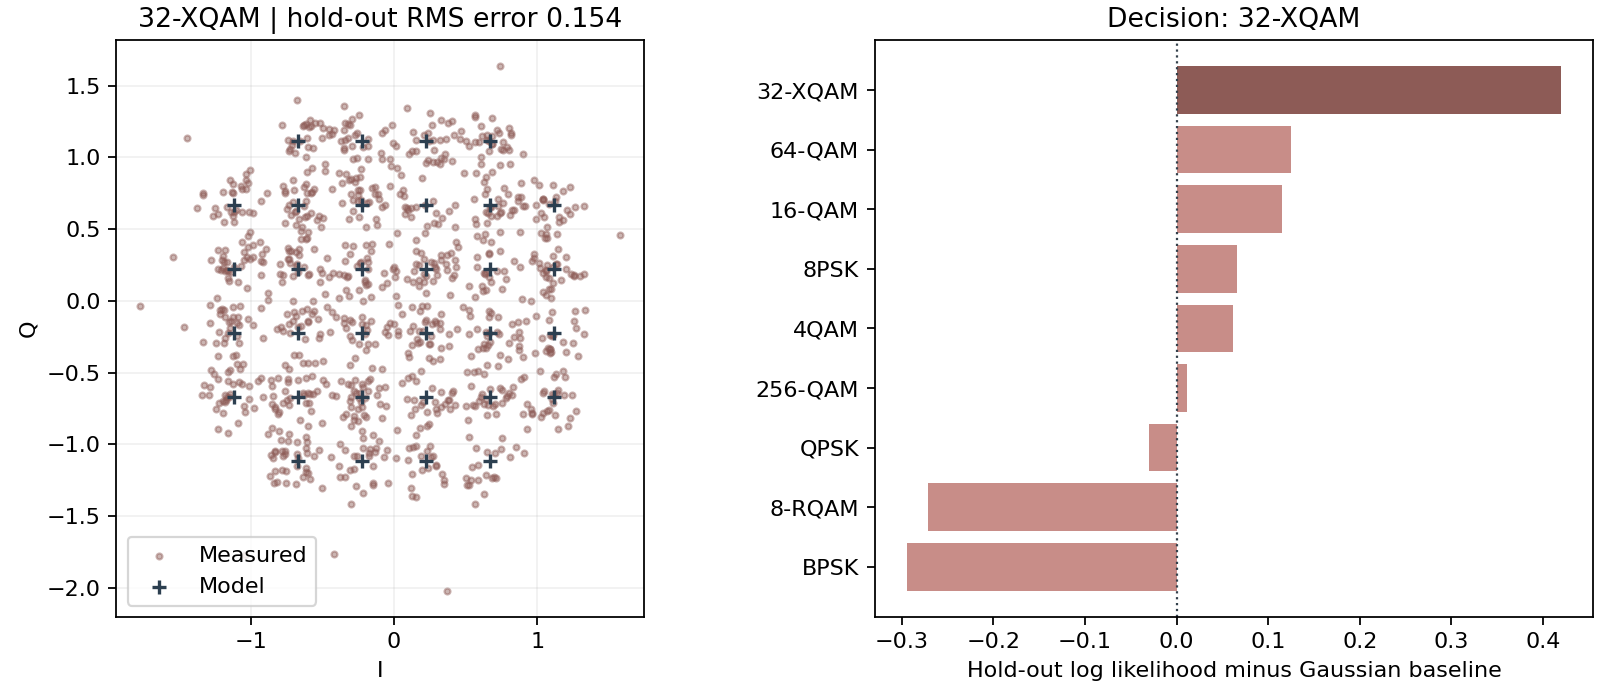 32-XQAM | hold-out RMS error 0.154
1.5
1.0
0.5
0.0
−0.5
−1.0
−1.5
−2.0
Q
Measured
Model
−1
0
1
I
Decision: 32-XQAM
32-XQAM
64-QAM
16-QAM
8PSK
4QAM
256-QAM
QPSK
8-RQAM
BPSK
−0.3
−0.2
−0.1
0.0
0.1
0.2
0.3
0.4
Hold-out log likelihood minus Gaussian baseline